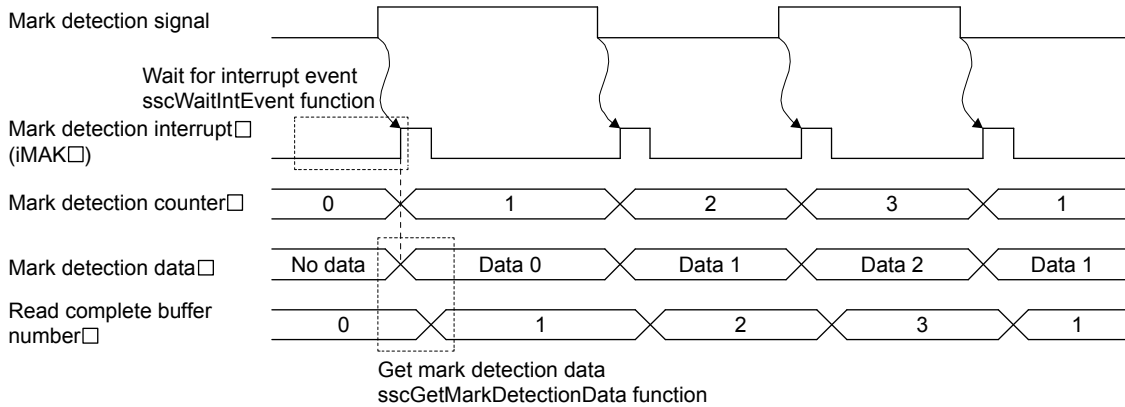 Mark detection signal
Wait for interrupt event
sscWaitIntEvent function
Mark detection interrupt□
(iMAK□)
Mark detection counter□
0 1 2 3 1
Mark detection data□
No data Data 0 Data 1 Data 2 Data 1
Read complete buffer
number□
0 1 2 3 1
Get mark detection data
sscGetMarkDetectionData function